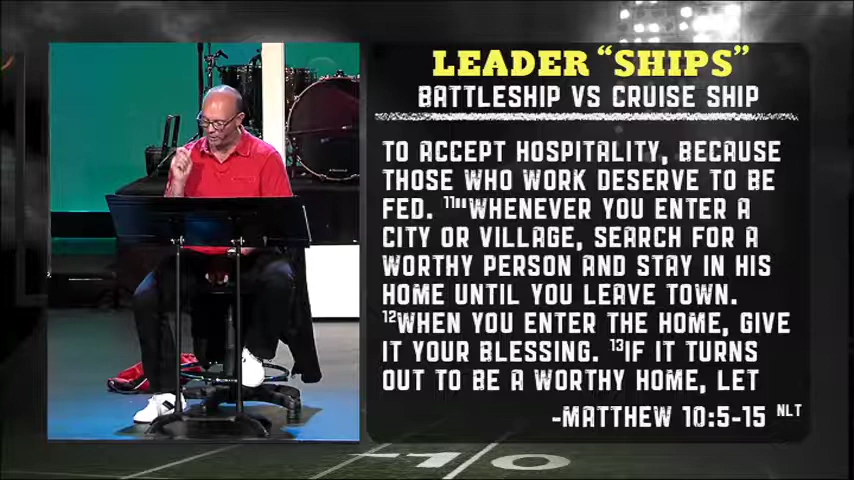 LEADER “SHIPS”
BATTLESHIP VS CRUISE SHIP
TO ACCEPT HOSPITALITY, BECAUSE
THOSE WHO WORK DESERVE TO BE
FED. 11“WHENEVER YOU ENTER A
CITY OR VILLAGE, SEARCH FOR A
WORTHY PERSON AND STAY IN HIS
HOME UNTIL YOU LEAVE TOWN.
12WHEN YOU ENTER THE HOME, GIVE
IT YOUR BLESSING. 13IF IT TURNS
OUT TO BE A WORTHY HOME, LET
-MATTHEW 10:5-15 NLT
-10